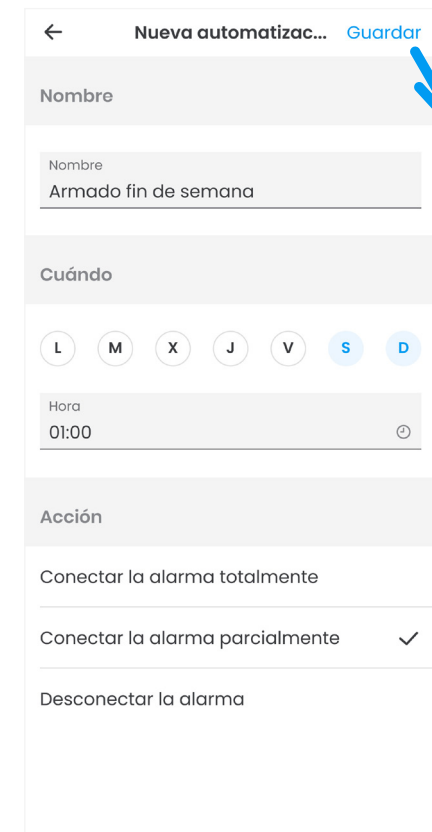 Nueva automatizac... Guardar
Nombre
Nombre
Armado fin de semana
Cuándo
L M X J V S D
Hora
01:00
Acción
Conectar la alarma totalmente
Conectar la alarma parcialmente
Desconectar la alarma